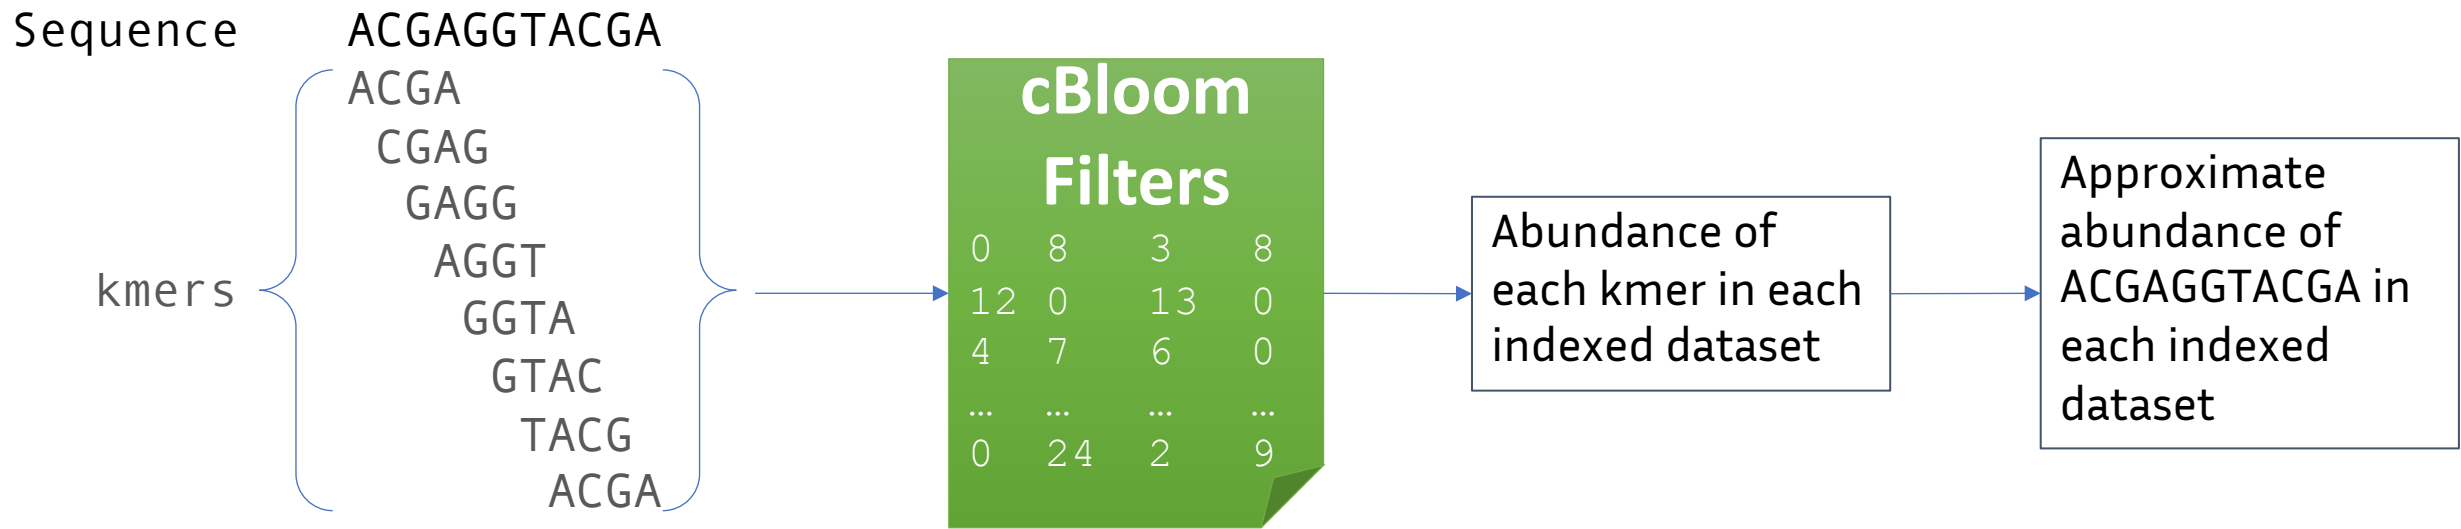 Sequence ACGAGGTACGA
ACGA
CGAG
GAGG
AGGT
kmers
GGTA
GTAC
TACG
ACGA
cBloom
Filters
0 8 3 8
12 0 13 0
4 7 6 0
... ... ... ...
0 24 2 9
Abundance of
each kmer in each
indexed dataset
Approximate
abundance of
ACGAGGTACGA in
each indexed
dataset